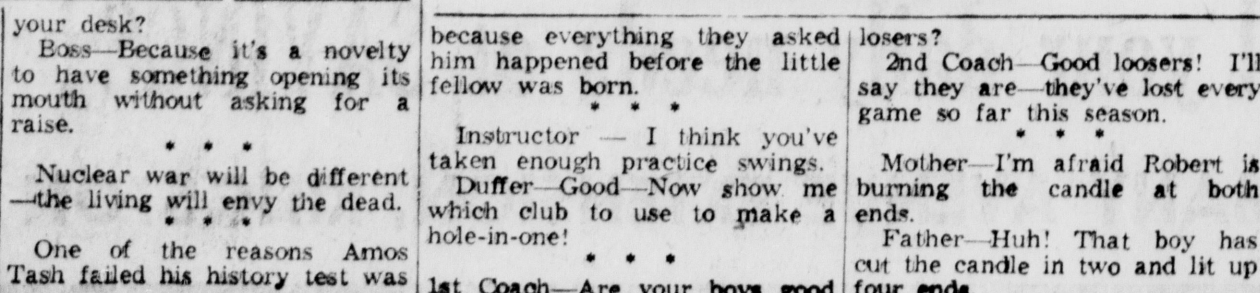 your desk?
Boss—Because it's a novelty
to have something opening its
mouth without asking for a
raise.
* * *
Nuclear war will be different
—the living will envy the dead.
* * *
One of the reasons Amos
Tash failed his history test was
because everything they asked
him happened before the little
fellow was born.
* * *
Instructor — I think you've
taken enough practice swings.
Duffer—Good—Now show me
which club to use to make a
hole-in-one!
* * *
1st Coach—Are your boys good
losers?
2nd Coach—Good loosers! I'll
say they are—they've lost every
game so far this season.
* * *
Mother—I'm afraid Robert is
burning the candle at both
ends.
Father—Huh! That boy has
cut the candle in two and lit up
four ends.